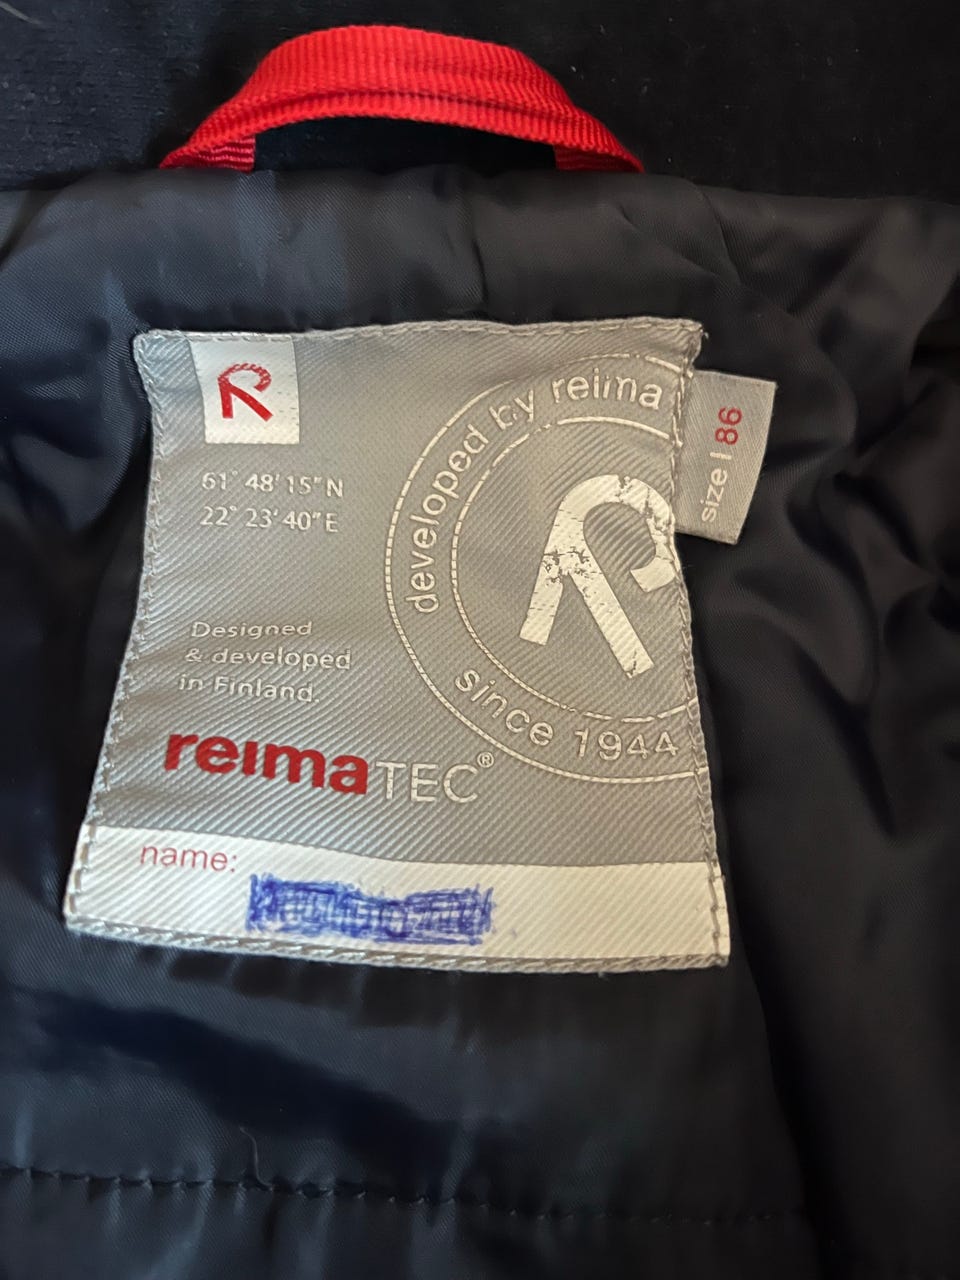 R
61° 48' 15" N
22° 23' 40" E
developed by reima
R
since 1944
size | 86
Designed
& developed
in Finland.
reimaTEC®
name: